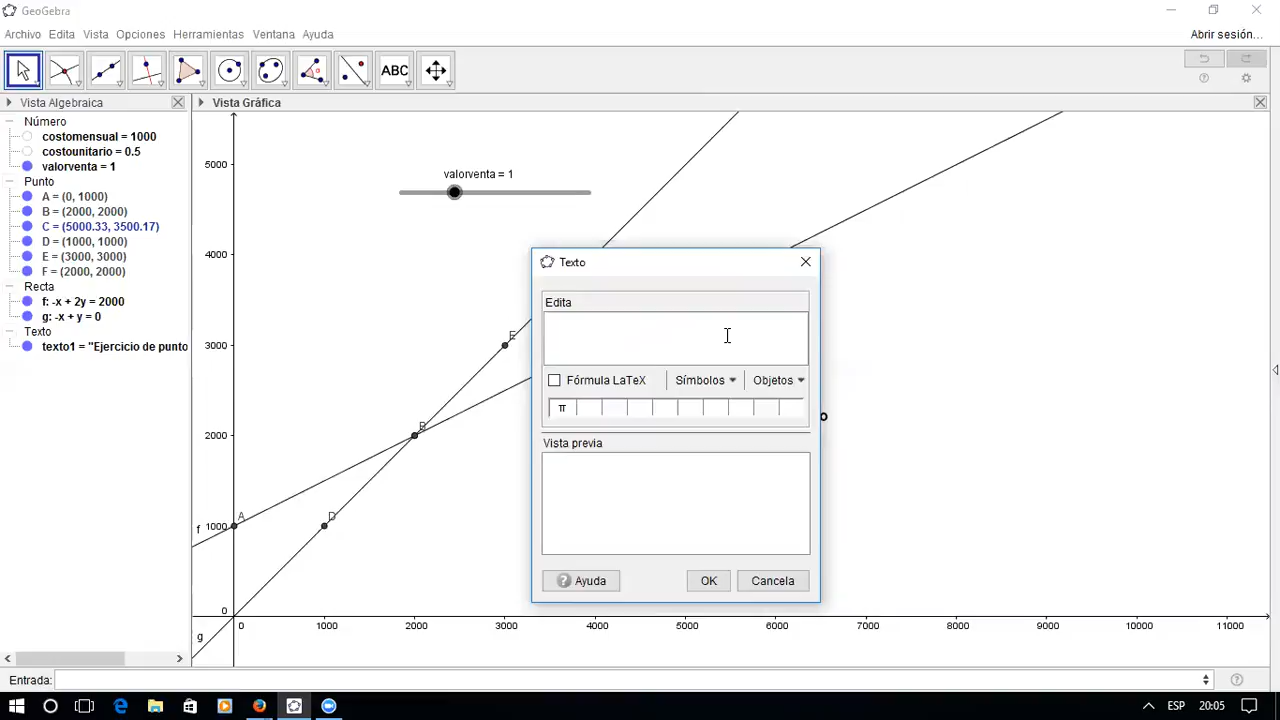 GeoGebra
Archivo Edita Vista Opciones Herramientas Ventana Ayuda
Abrir sesión...
ABC
Vista Algebraica
Vista Gráfica
Número
costomensual = 1000
costounitario = 0.5
valorventa = 1
Punto
A = (0, 1000)
B = (2000, 2000)
C = (5000.33, 3500.17)
D = (1000, 1000)
E = (3000, 3000)
F = (2000, 2000)
Recta
f: -x + 2y = 2000
g: -x + y = 0
Texto
texto1 = "Ejercicio de punto
valorventa = 1
5000
4000
3000
2000
1000
0
E
B
A
D
f
g
o
0 1000 2000 3000 4000 5000 6000 7000 8000 9000 10000 11000
Texto
Edita
Fórmula LaTeX Símbolos Objetos
π
Vista previa
Ayuda OK Cancela
Entrada:
ESP 20:05